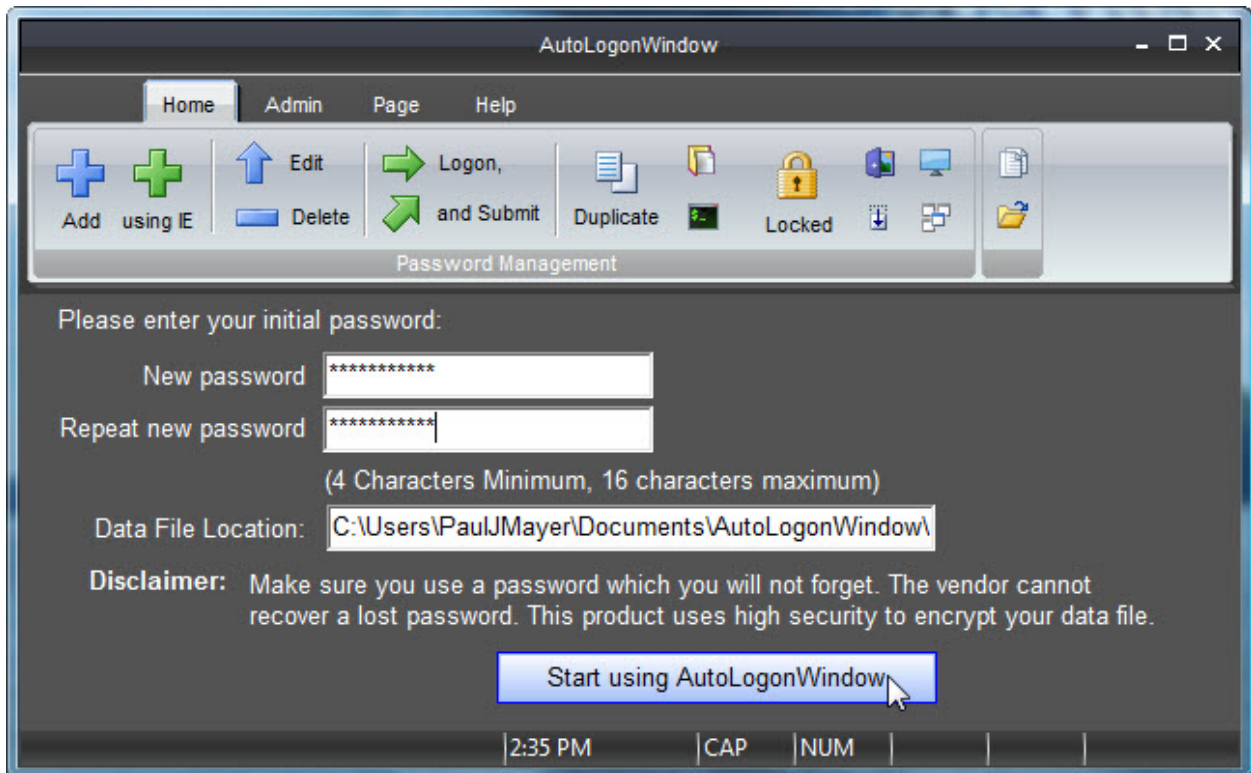 AutoLogonWindow
Home Admin Page Help
Edit Logon,
Add using IE Delete and Submit Duplicate Locked
Password Management
Please enter your initial password:
New password ***********
Repeat new password ***********
(4 Characters Minimum, 16 characters maximum)
Data File Location: C:\Users\PaulJMayer\Documents\AutoLogonWindow\
Disclaimer: Make sure you use a password which you will not forget. The vendor cannot
recover a lost password. This product uses high security to encrypt your data file.
Start using AutoLogonWindow
2:35 PM CAP NUM